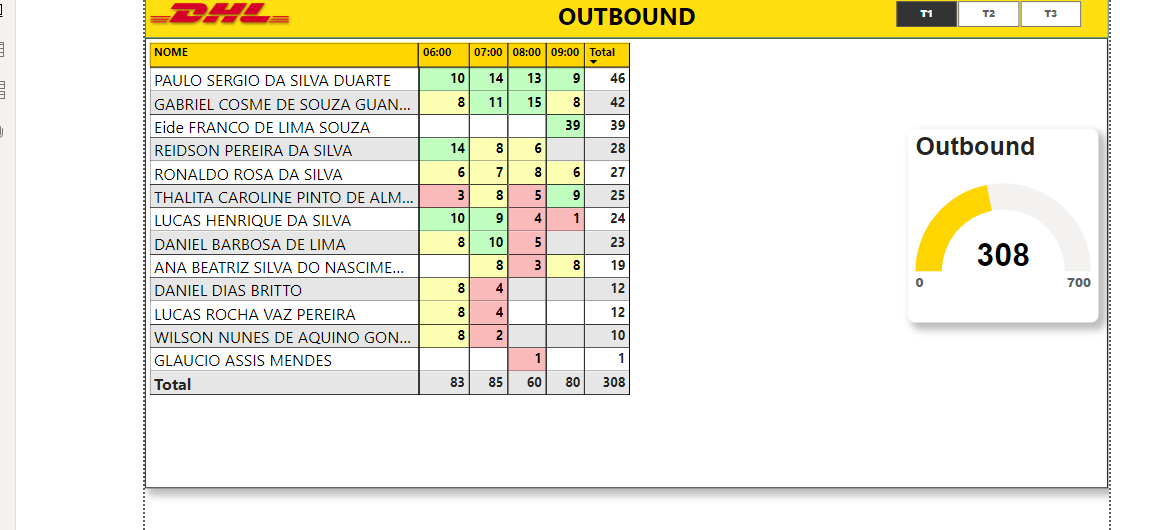 DHL
OUTBOUND
T1 T2 T3
NOME 06:00 07:00 08:00 09:00 Total
PAULO SERGIO DA SILVA DUARTE 10 14 13 9 46
GABRIEL COSME DE SOUZA GUAN... 8 11 15 8 42
Eide FRANCO DE LIMA SOUZA 39 39
REIDSON PEREIRA DA SILVA 14 8 6 28
RONALDO ROSA DA SILVA 6 7 8 6 27
THALITA CAROLINE PINTO DE ALM... 3 8 5 9 25
LUCAS HENRIQUE DA SILVA 10 9 4 1 24
DANIEL BARBOSA DE LIMA 8 10 5 23
ANA BEATRIZ SILVA DO NASCIME... 8 3 8 19
DANIEL DIAS BRITTO 8 4 12
LUCAS ROCHA VAZ PEREIRA 8 4 12
WILSON NUNES DE AQUINO GON... 8 2 10
GLAUCIO ASSIS MENDES 1 1
Total 83 85 60 80 308
Outbound
308
0 700